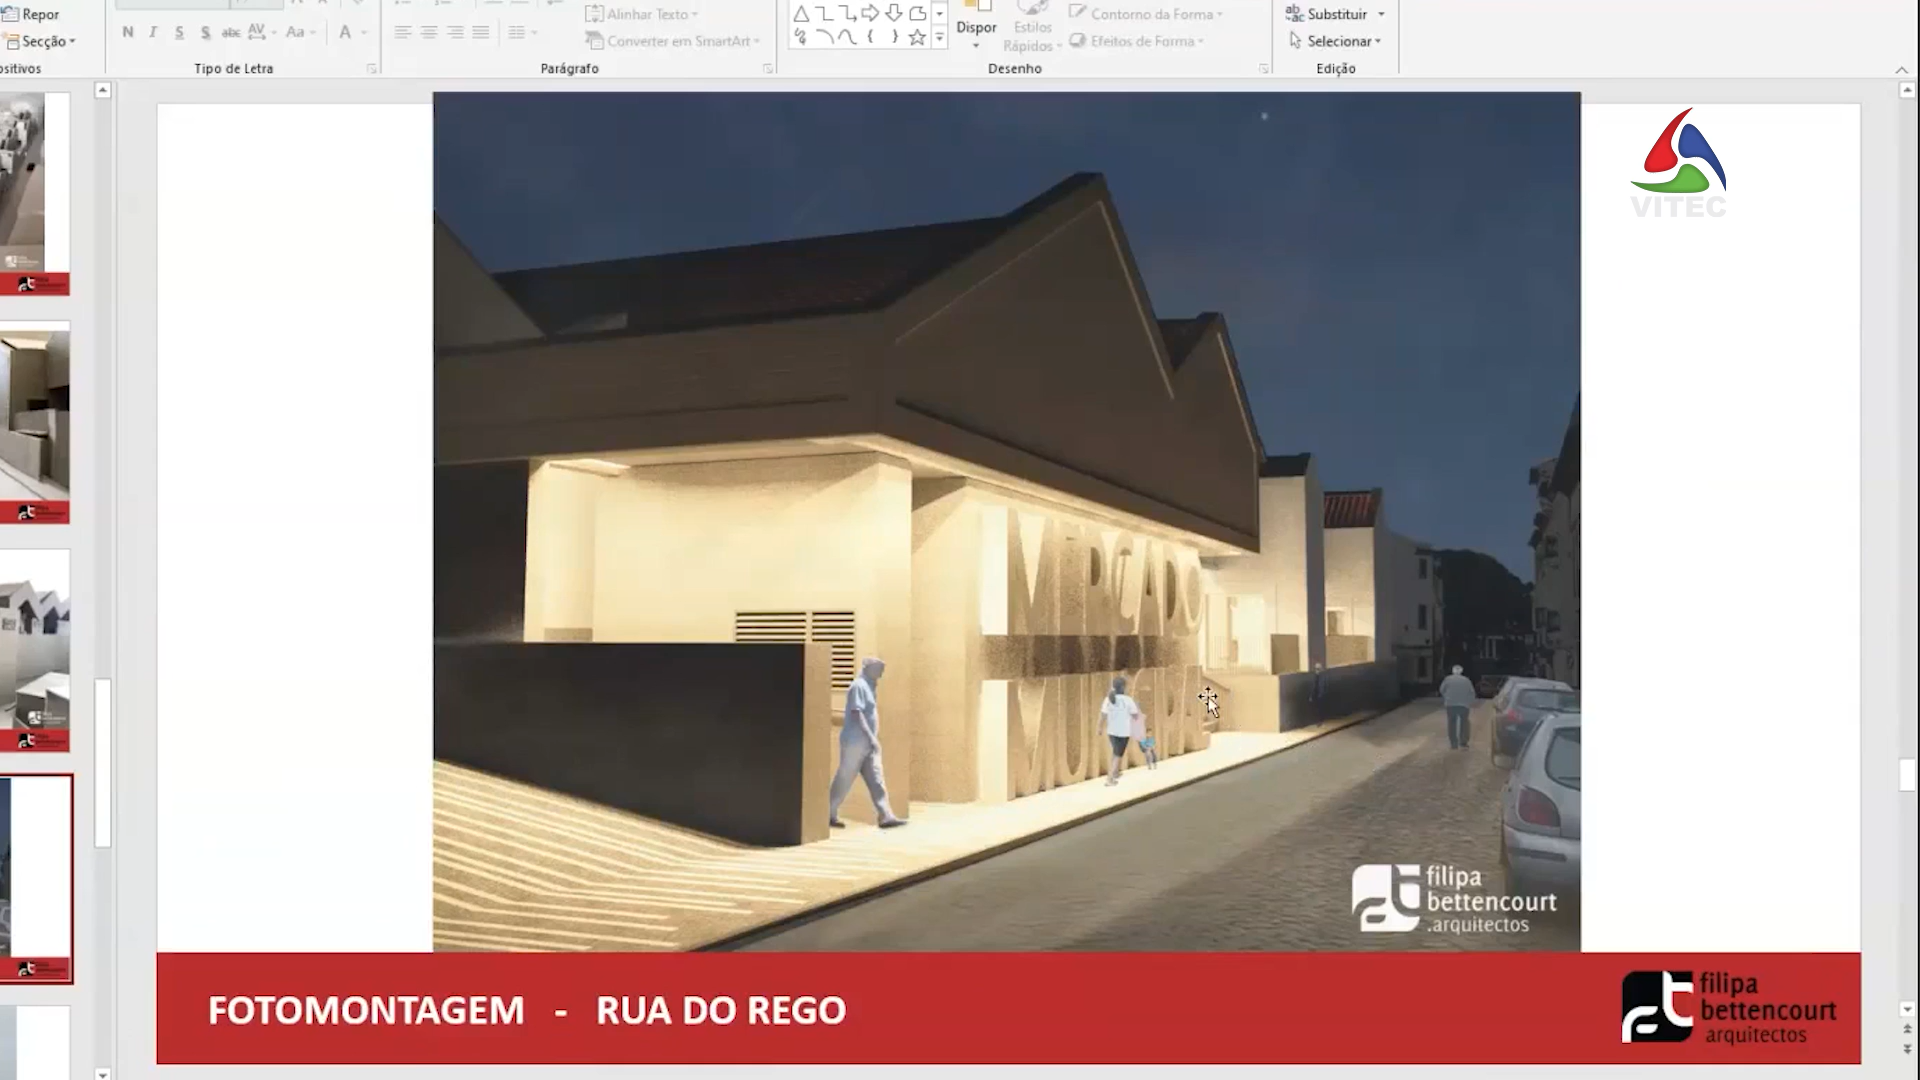 Repor
Secção
ositivos
N I S S abc AV Aa A
Tipo de Letra
Alinhar Texto
Converter em SmartArt
Parágrafo
Dispor
Estilos
Rápidos
Contorno da Forma
Efeitos de Forma
Desenho
Substituir
Selecionar
Edição
VITEC
MERCADO
filipa
bettencourt
.arquitectos
FOTOMONTAGEM - RUA DO REGO
filipa
bettencourt
arquitectos